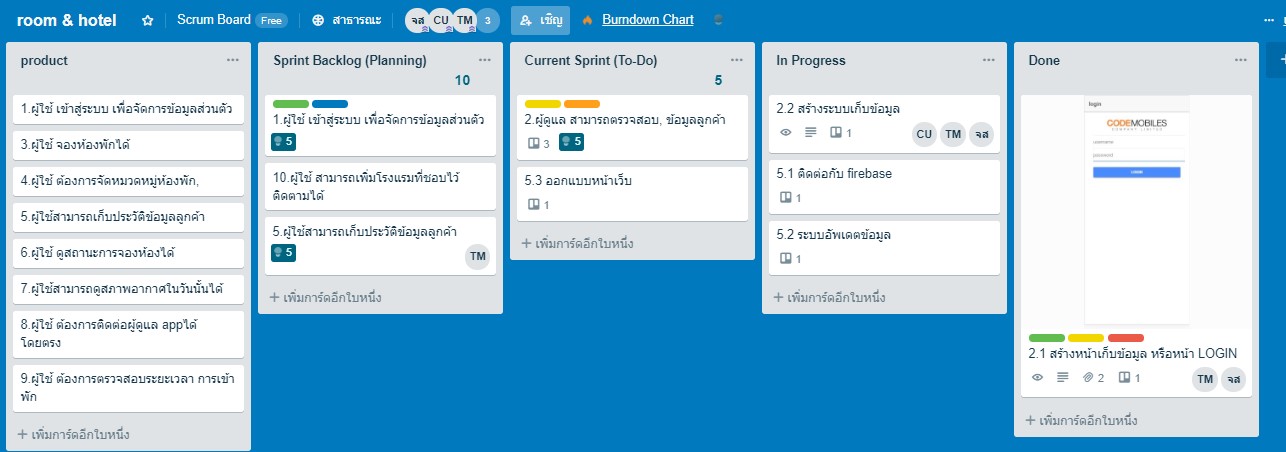 room & hotel
Scrum Board Free
สาธารณะ
จส CU TM 3
เชิญ
Burndown Chart
product
1.ผู้ใช้ เข้าสู่ระบบ เพื่อจัดการข้อมูลส่วนตัว
3.ผู้ใช้ จองห้องพักได้
4.ผู้ใช้ ต้องการจัดหมวดหมู่ห้องพัก,
5.ผู้ใช้สามารถเก็บประวัติข้อมูลลูกค้า
6.ผู้ใช้ ดูสถานะการจองห้องได้
7.ผู้ใช้สามารถดูสภาพอากาศในวันนั้นได้
8.ผู้ใช้ ต้องการติดต่อผู้ดูแล appได้
โดยตรง
9.ผู้ใช้ ต้องการตรวจสอบระยะเวลา การเข้า
พัก
+ เพิ่มการ์ดอีกใบหนึ่ง
Sprint Backlog (Planning)
10
1.ผู้ใช้ เข้าสู่ระบบ เพื่อจัดการข้อมูลส่วนตัว
5
10.ผู้ใช้ สามารถเพิ่มโรงแรมที่ชอบไว้
ติดตามได้
5.ผู้ใช้สามารถเก็บประวัติข้อมูลลูกค้า
5
TM
+ เพิ่มการ์ดอีกใบหนึ่ง
Current Sprint (To-Do)
5
2.ผู้ดูแล สามารถตรวจสอบ, ข้อมูลลูกค้า
3 5
5.3 ออกแบบหน้าเว็บ
1
+ เพิ่มการ์ดอีกใบหนึ่ง
In Progress
2.2 สร้างระบบเก็บข้อมูล
1
CU TM จส
5.1 ติดต่อกับ firebase
1
5.2 ระบบอัพเดตข้อมูล
1
+ เพิ่มการ์ดอีกใบหนึ่ง
Done
login
CODEMOBILES
COMPANY LIMITED
username
password
LOGIN
2.1 สร้างหน้าเก็บข้อมูล หรือหน้า LOGIN
2 1
TM จส
+ เพิ่มการ์ดอีกใบหนึ่ง